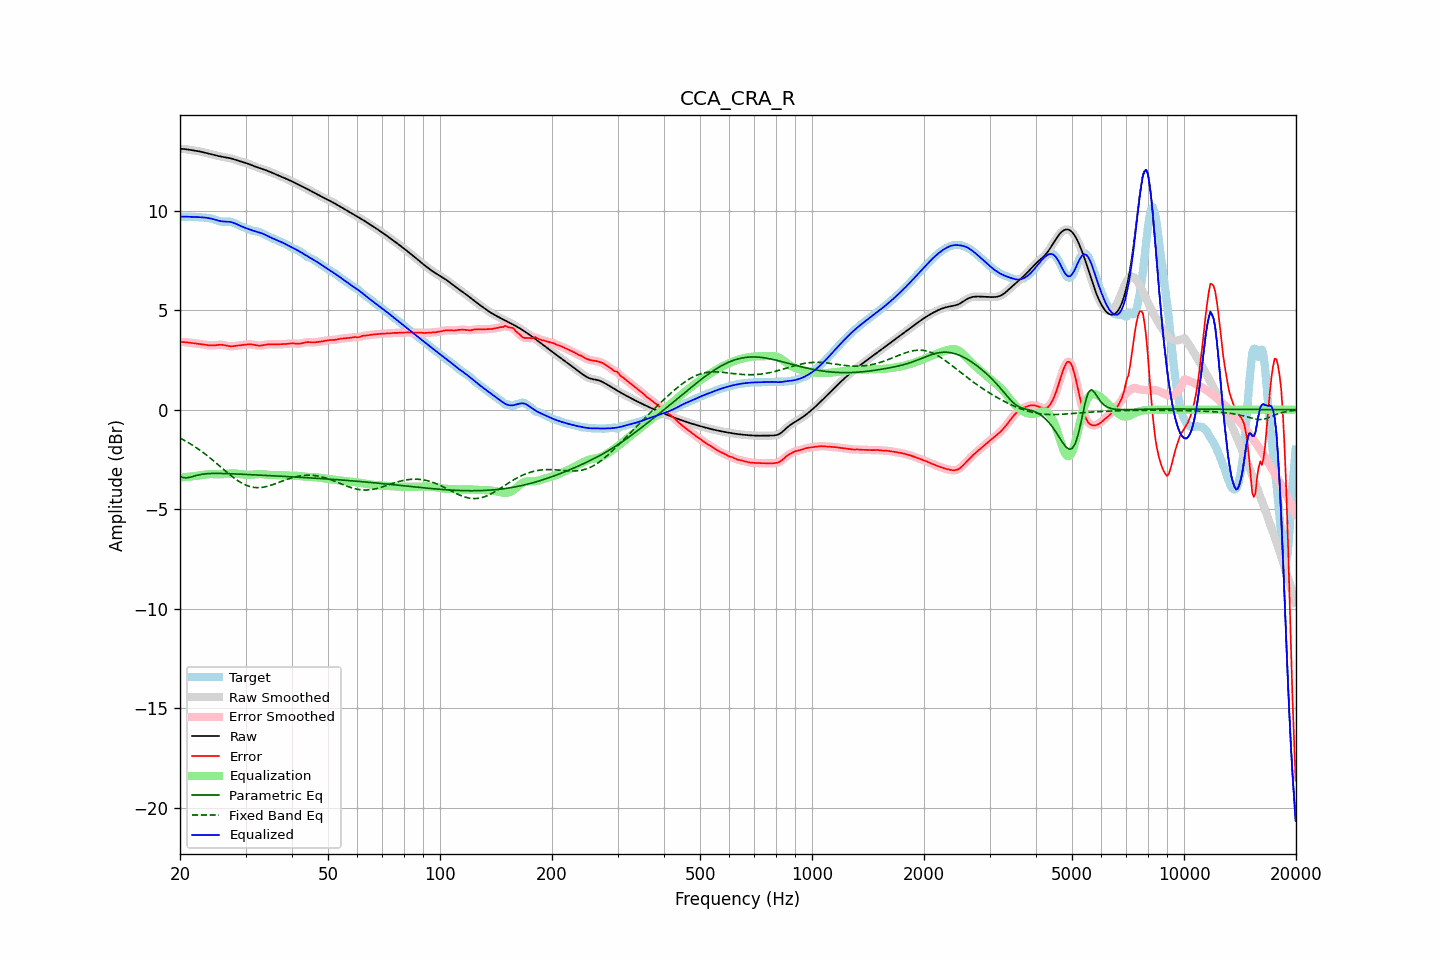 CCA_CRA_R
Amplitude (dBr)
10
5
0
−5
−10
−15
−20
Target
Raw Smoothed
Error Smoothed
Raw
Error
Equalization
Parametric Eq
Fixed Band Eq
Equalized
20 50 100 200 500 1000 2000 5000 10000 20000
Frequency (Hz)